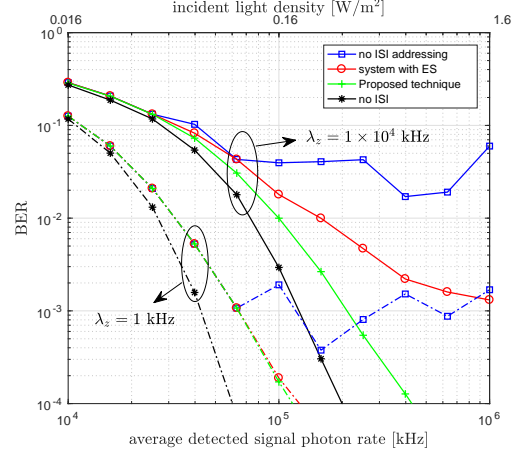 incident light density [W/m²]
0.016 0.16 1.6
10⁰
no ISI addressing
system with ES
Proposed technique
no ISI
10⁻¹
λ_z = 1 × 10⁴ kHz
10⁻²
BER
10⁻³
λ_z = 1 kHz
10⁻⁴
10⁴ 10⁵ 10⁶
average detected signal photon rate [kHz]